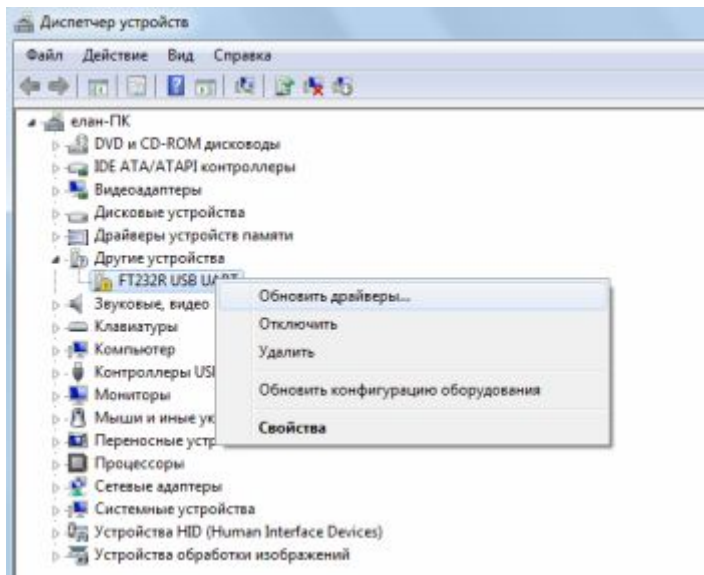 Диспетчер устройств
Файл Действие Вид Справка
елан-ПК
DVD и CD-ROM дисководы
IDE ATA/ATAPI контроллеры
Видеоадаптеры
Дисковые устройства
Драйверы устройств памяти
Другие устройства
FT232R USB UART
Обновить драйверы...
Отключить
Удалить
Обновить конфигурацию оборудования
Свойства
Звуковые, видео
Клавиатуры
Компьютер
Контроллеры USB
Мониторы
Мыши и иные ук
Переносные устр
Процессоры
Сетевые адаптеры
Системные устройства
Устройства HID (Human Interface Devices)
Устройства обработки изображений